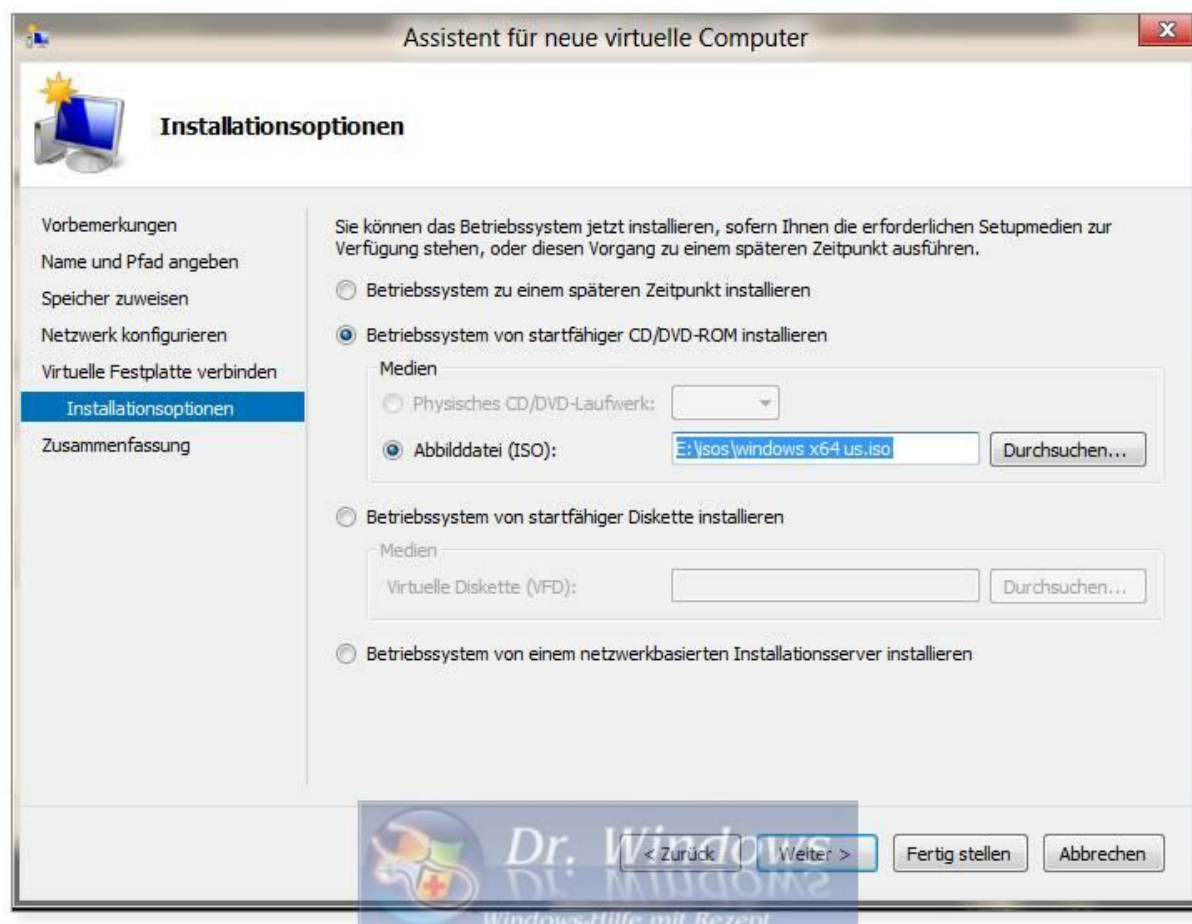 Assistent für neue virtuelle Computer
Installationsoptionen
Vorbemerkungen
Name und Pfad angeben
Speicher zuweisen
Netzwerk konfigurieren
Virtuelle Festplatte verbinden
Installationsoptionen
Zusammenfassung
Sie können das Betriebssystem jetzt installieren, sofern Ihnen die erforderlichen Setupmedien zur
Verfügung stehen, oder diesen Vorgang zu einem späteren Zeitpunkt ausführen.
Betriebssystem zu einem späteren Zeitpunkt installieren
Betriebssystem von startfähiger CD/DVD-ROM installieren
Medien
Physisches CD/DVD-Laufwerk:
Abbilddatei (ISO): E:\isos\windows x64 us.iso Durchsuchen...
Betriebssystem von startfähiger Diskette installieren
Medien
Virtuelle Diskette (VFD): Durchsuchen...
Betriebssystem von einem netzwerkbasierten Installationsserver installieren
< Zurück Weiter > Fertig stellen Abbrechen
Dr. Windows
Windows-Hilfe mit Rezept